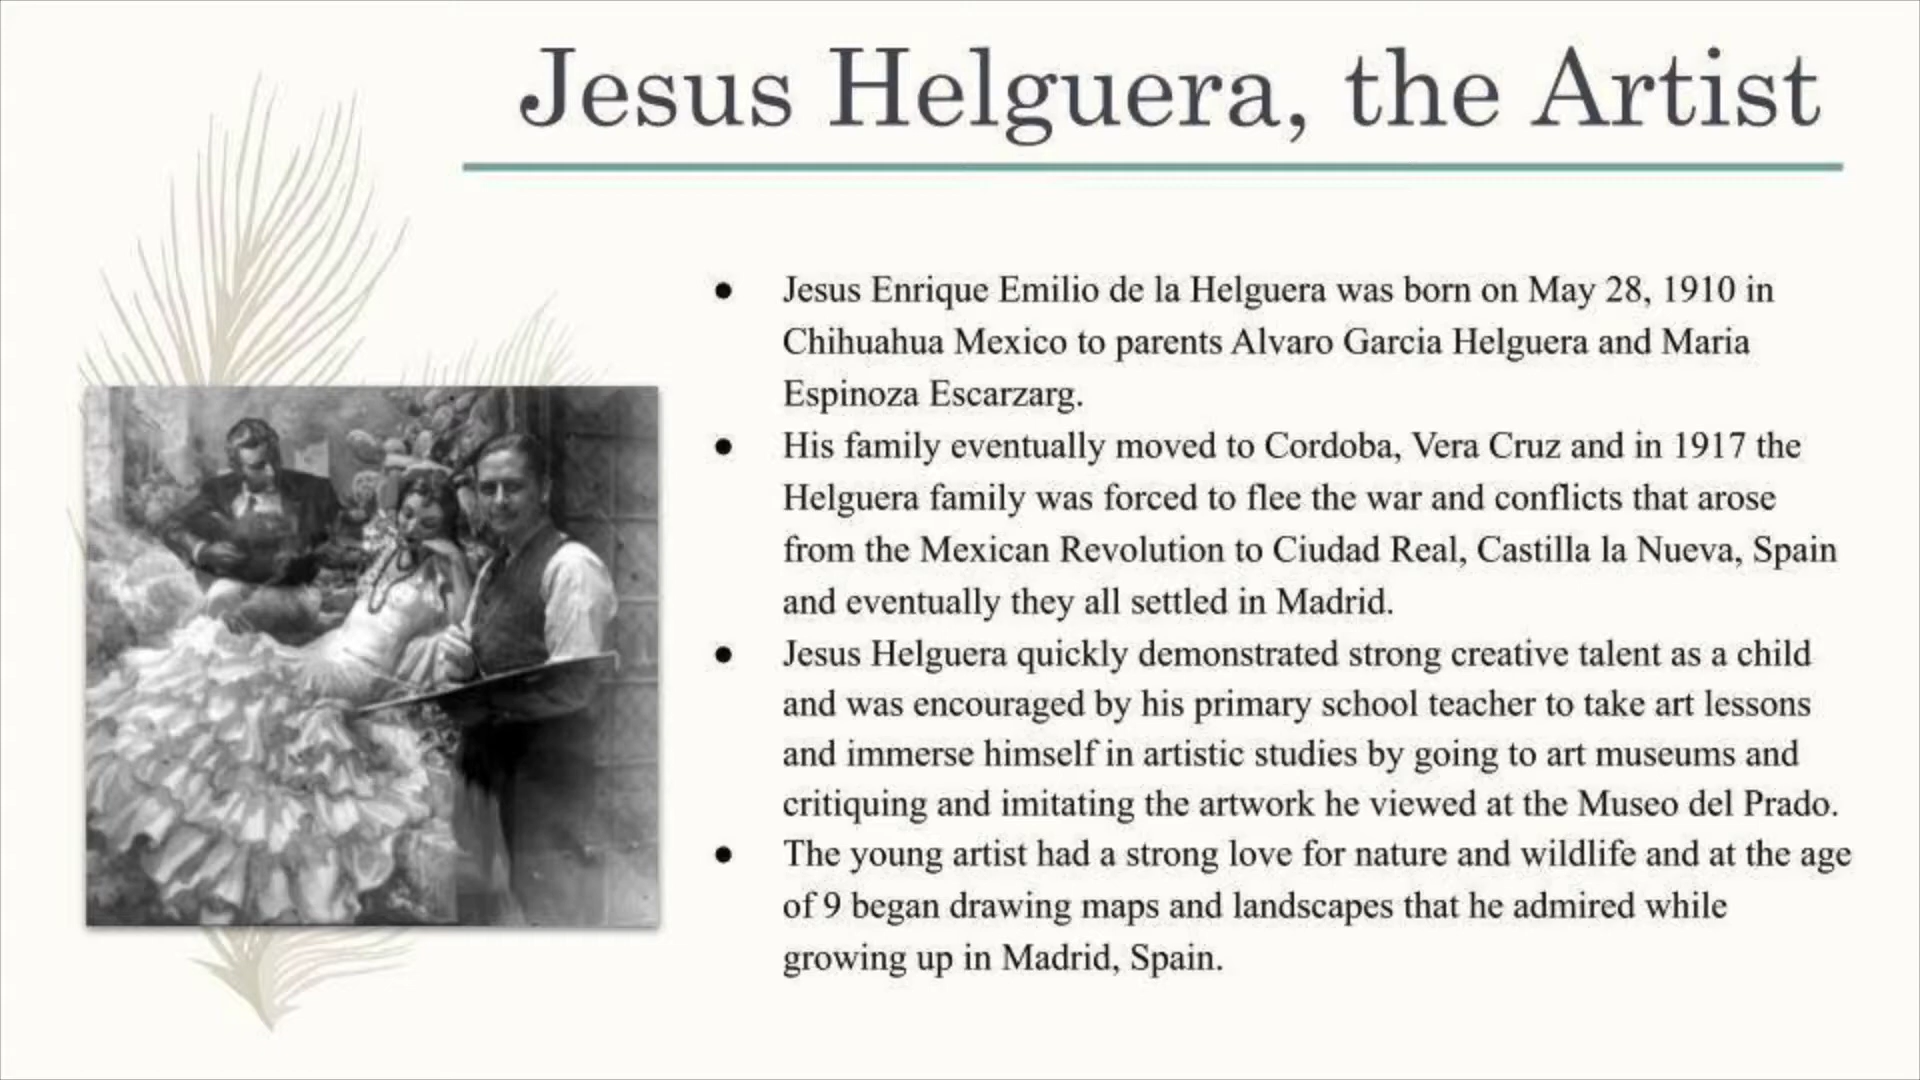 Jesus Helguera, the Artist
● Jesus Enrique Emilio de la Helguera was born on May 28, 1910 in
Chihuahua Mexico to parents Alvaro Garcia Helguera and Maria
Espinoza Escarzarg.
● His family eventually moved to Cordoba, Vera Cruz and in 1917 the
Helguera family was forced to flee the war and conflicts that arose
from the Mexican Revolution to Ciudad Real, Castilla la Nueva, Spain
and eventually they all settled in Madrid.
● Jesus Helguera quickly demonstrated strong creative talent as a child
and was encouraged by his primary school teacher to take art lessons
and immerse himself in artistic studies by going to art museums and
critiquing and imitating the artwork he viewed at the Museo del Prado.
● The young artist had a strong love for nature and wildlife and at the age
of 9 began drawing maps and landscapes that he admired while
growing up in Madrid, Spain.